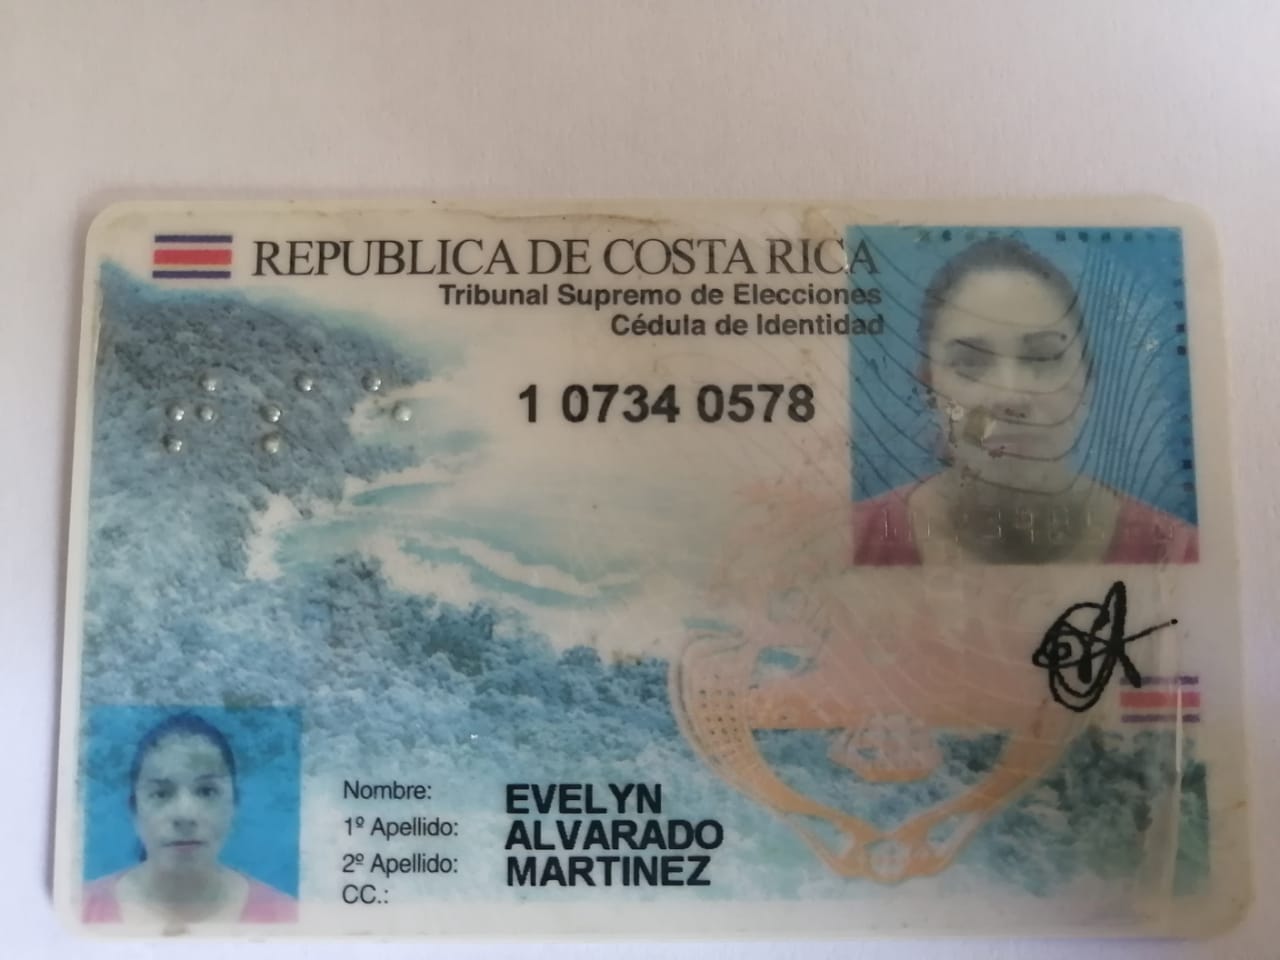 REPUBLICA DE COSTA RICA
Tribunal Supremo de Elecciones
Cédula de Identidad
1 0734 0578
Nombre: EVELYN
1º Apellido: ALVARADO
2º Apellido: MARTINEZ
CC.: